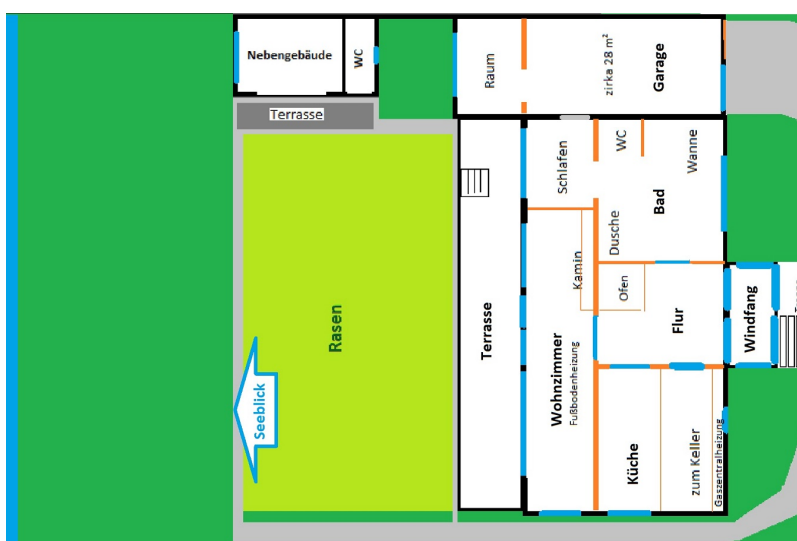 Nebengebäude
WC
Terrasse
Raum
zirka 28 m²
Garage
Schlafen
WC
Wanne
Bad
Dusche
Kamin
Ofen
Flur
Windfang
Terrasse
Rasen
Seeblick
Wohnzimmer
Fußbodenheizung
Küche
zum Keller
Gaszentralheizung